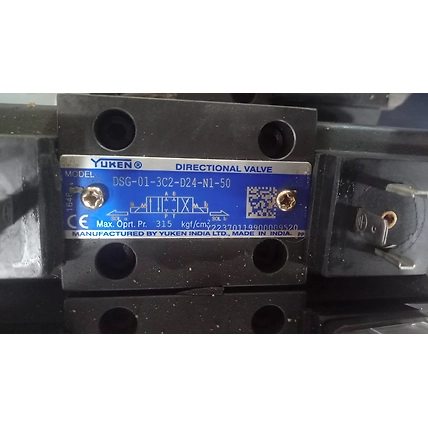 YUKEN® DIRECTIONAL VALVE
MODEL
DSG-01-3C2-D24-N1-50
A B
P T
CE
Max. Oprt. Pr. 315 kgf/cm²
MANUFACTURED BY YUKEN INDIA LTD., MADE IN INDIA. PP